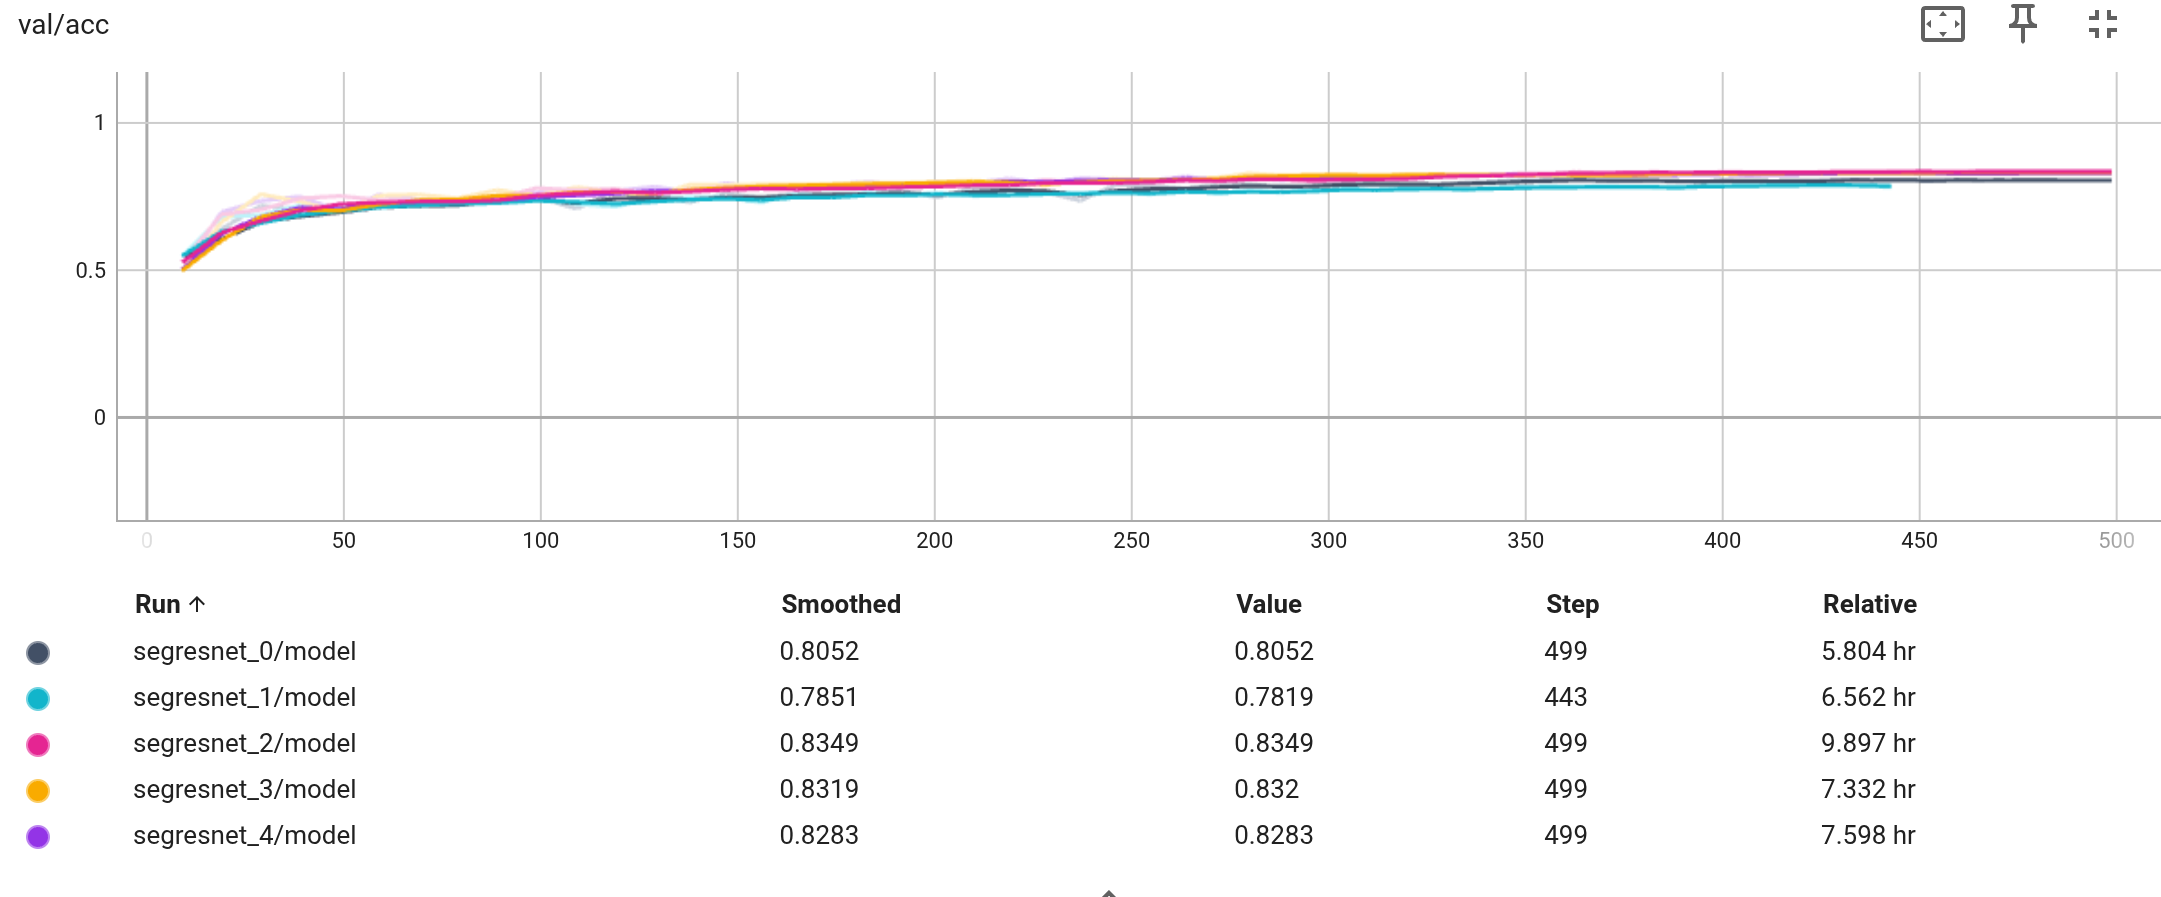 val/acc
1
0.5
0
0 50 100 150 200 250 300 350 400 450 500
Run ↑ Smoothed Value Step Relative
segresnet_0/model 0.8052 0.8052 499 5.804 hr
segresnet_1/model 0.7851 0.7819 443 6.562 hr
segresnet_2/model 0.8349 0.8349 499 9.897 hr
segresnet_3/model 0.8319 0.832 499 7.332 hr
segresnet_4/model 0.8283 0.8283 499 7.598 hr